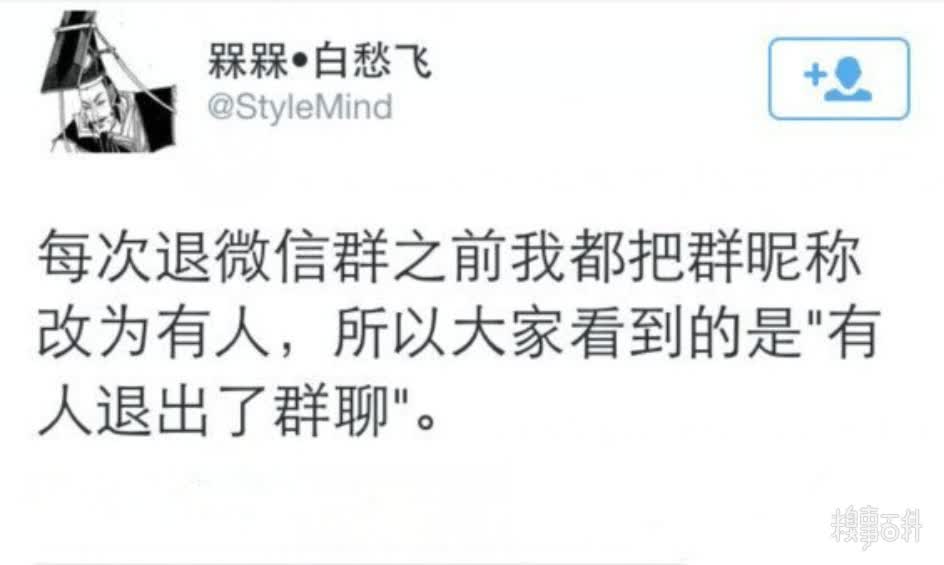 槑槑•白愁飞
@StyleMind
每次退微信群之前我都把群昵称
改为有人，所以大家看到的是"有
人退出了群聊"。
糗事百科